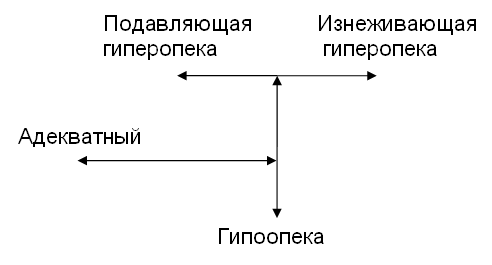 Подавляющая
гиперопека
Изнеживающая
гиперопека
Адекватный
Гипоопека